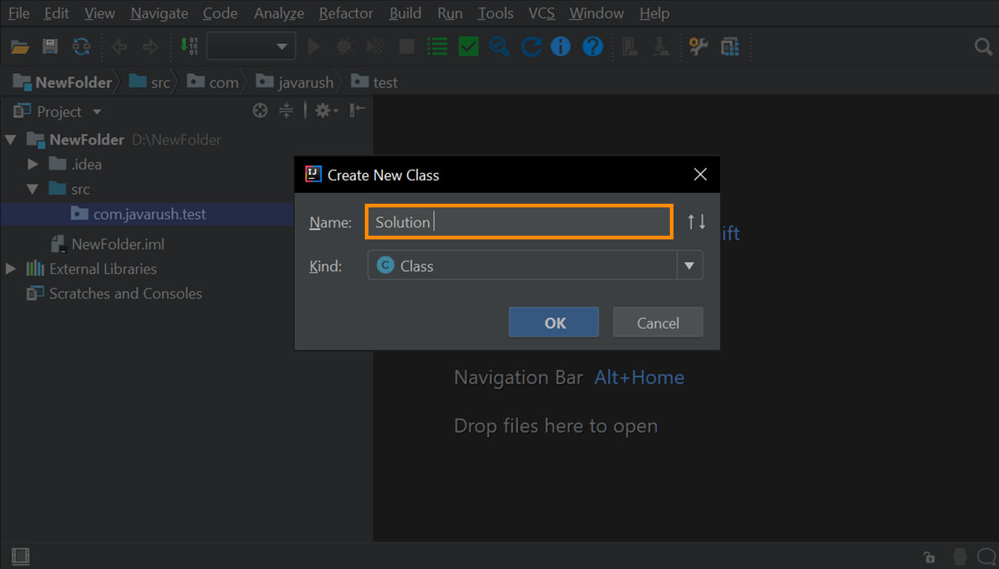 File Edit View Navigate Code Analyze Refactor Build Run Tools VCS Window Help
NewFolder src com javarush test
Project
NewFolder D:\NewFolder
.idea
src
com.javarush.test
NewFolder.iml
External Libraries
Scratches and Consoles
Create New Class
Name: Solution
Kind: C Class
OK Cancel
ift
Navigation Bar Alt+Home
Drop files here to open